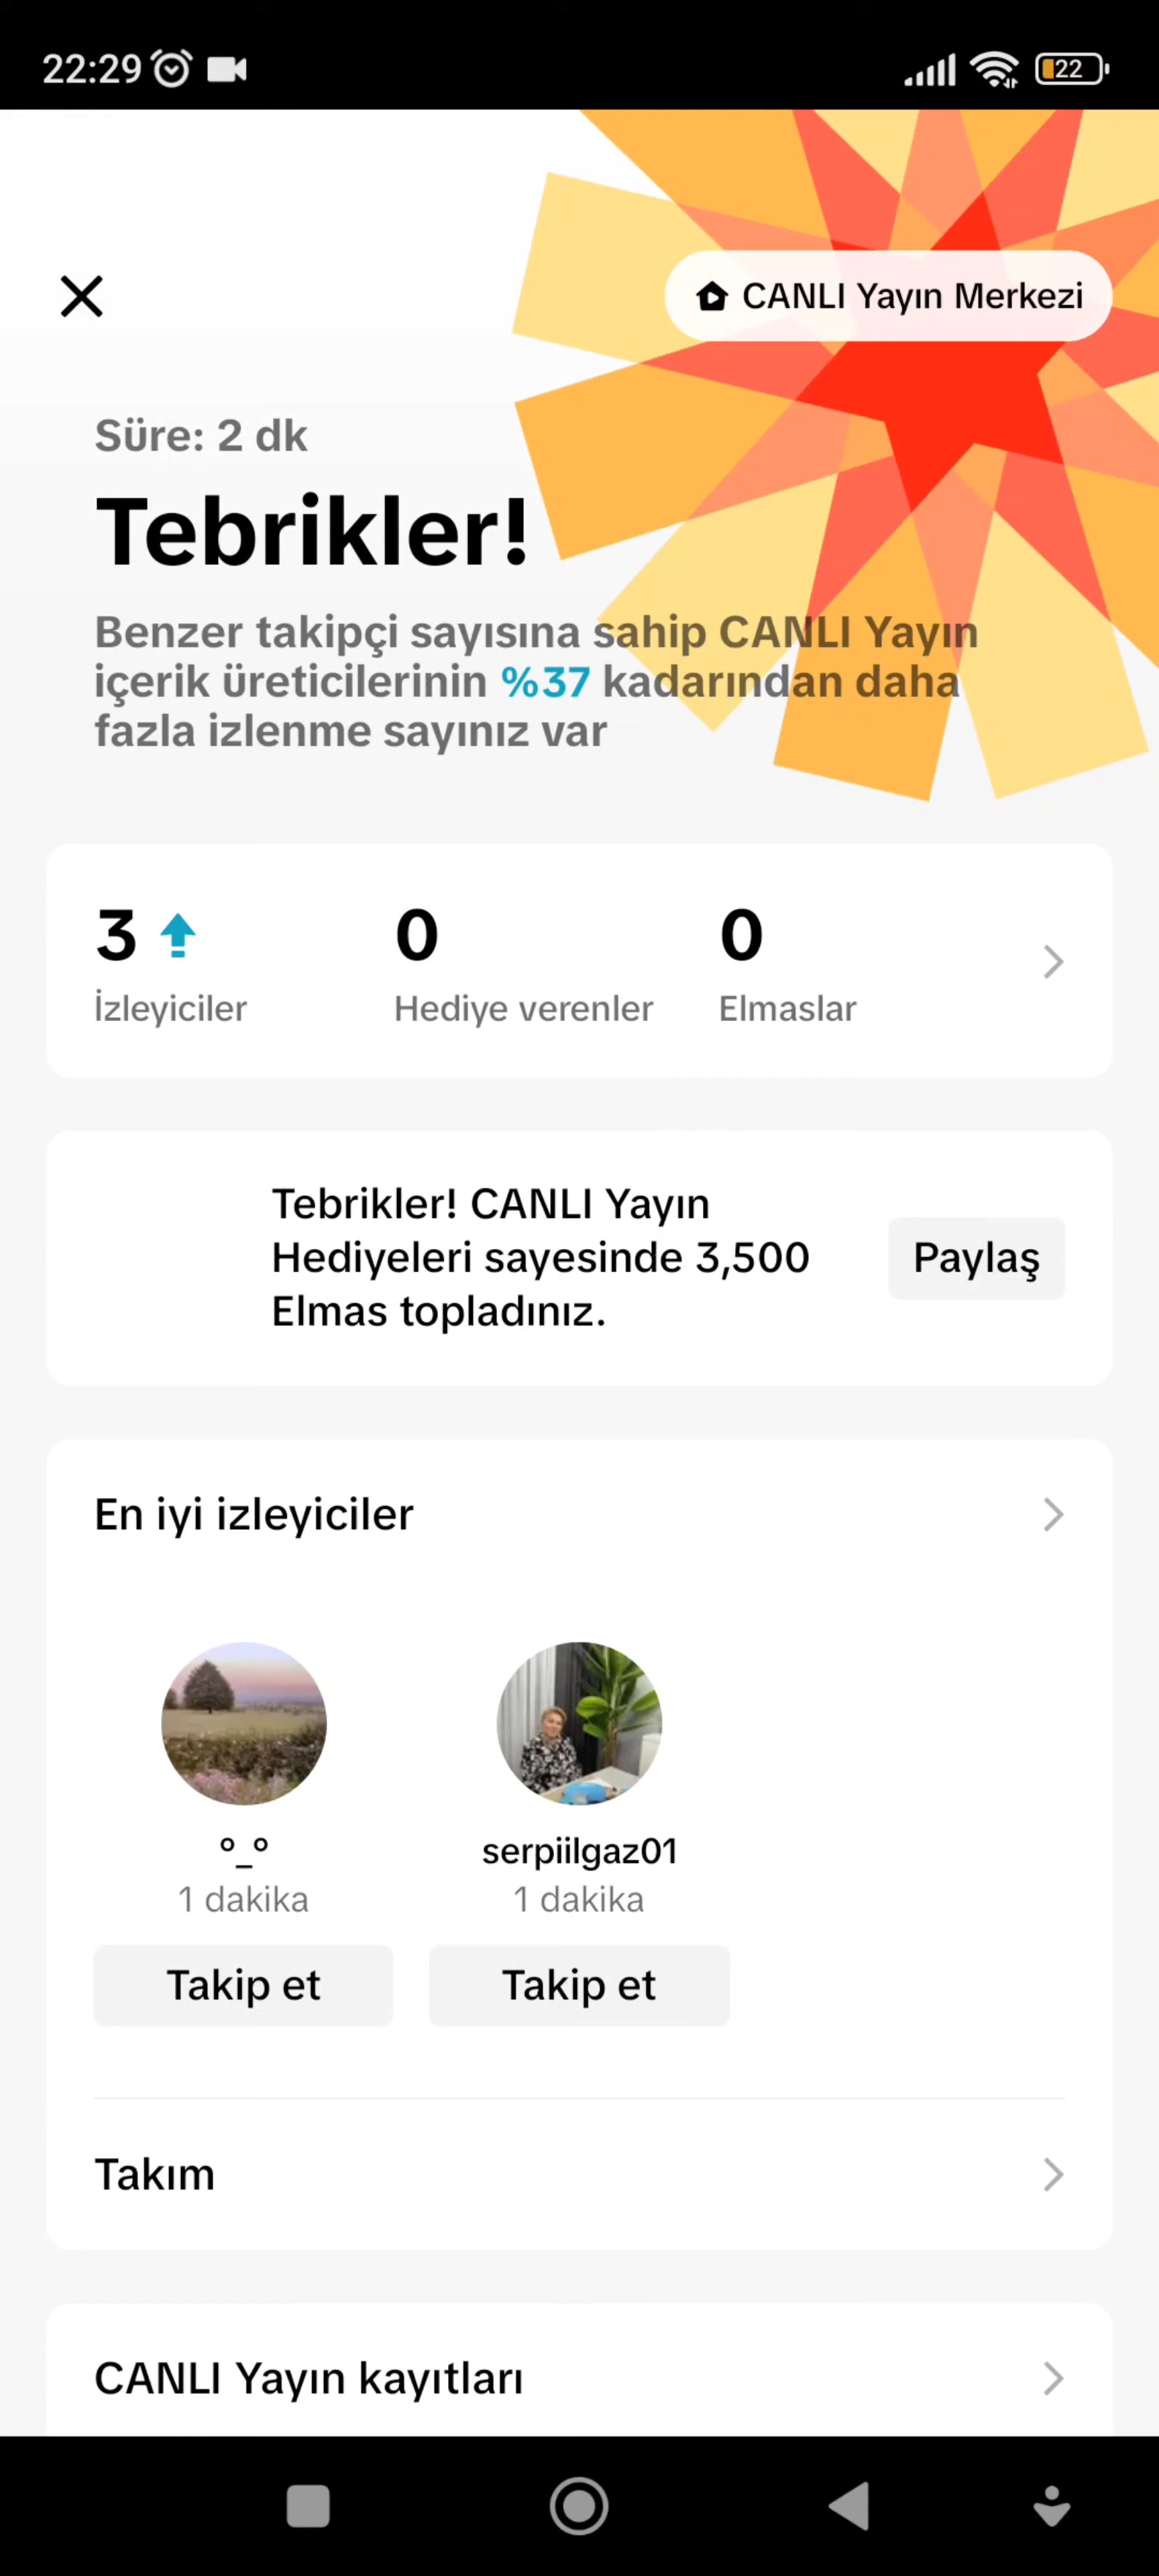 22:29
22
CANLI Yayın Merkezi
Süre: 2 dk
Tebrikler!
Benzer takipçi sayısına sahip CANLI Yayın
içerik üreticilerinin %37 kadarından daha
fazla izlenme sayınız var
3 0 0
İzleyiciler Hediye verenler Elmaslar
Tebrikler! CANLI Yayın
Hediyeleri sayesinde 3,500
Elmas topladınız.
Paylaş
En iyi izleyiciler
°_° serpiilgaz01
1 dakika 1 dakika
Takip et Takip et
Takım
CANLI Yayın kayıtları